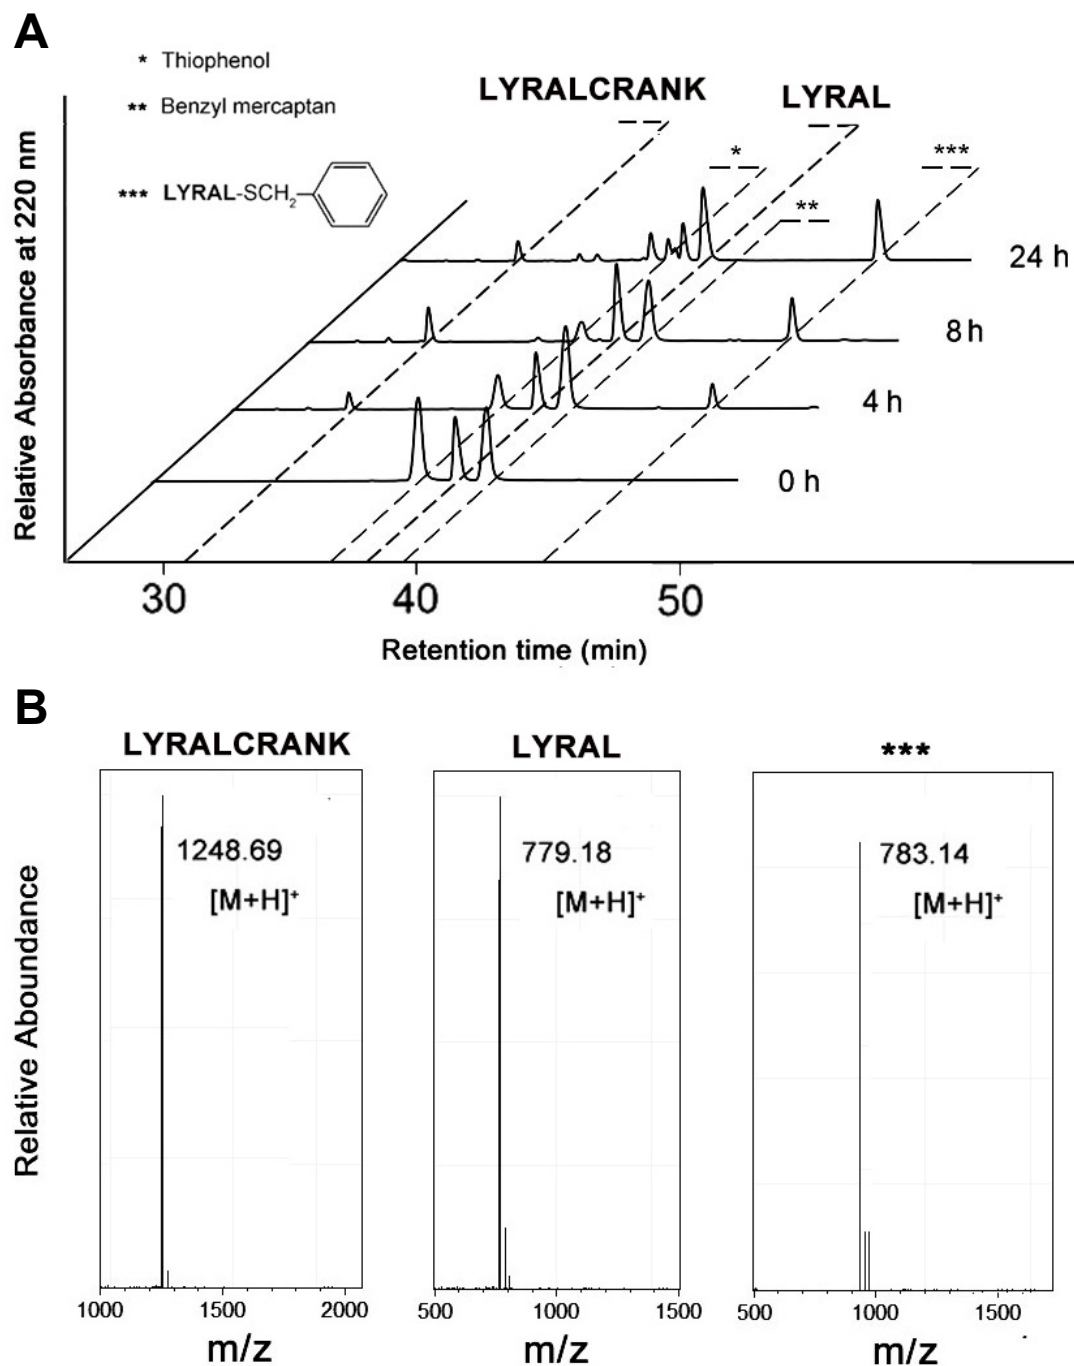 A
* Thiophenol
** Benzyl mercaptan
*** LYRAL-SCH2
LYRALCRANK
LYRAL
*
**
***
24 h
8 h
4 h
0 h
Relative Absorbance at 220 nm
30 40 50
Retention time (min)
B
LYRALCRANK
LYRAL
***
1248.69
[M+H]+
779.18
[M+H]+
783.14
[M+H]+
Relative Aboundance
1000 1500 2000
500 1000 1500
500 1000 1500
m/z
m/z
m/z